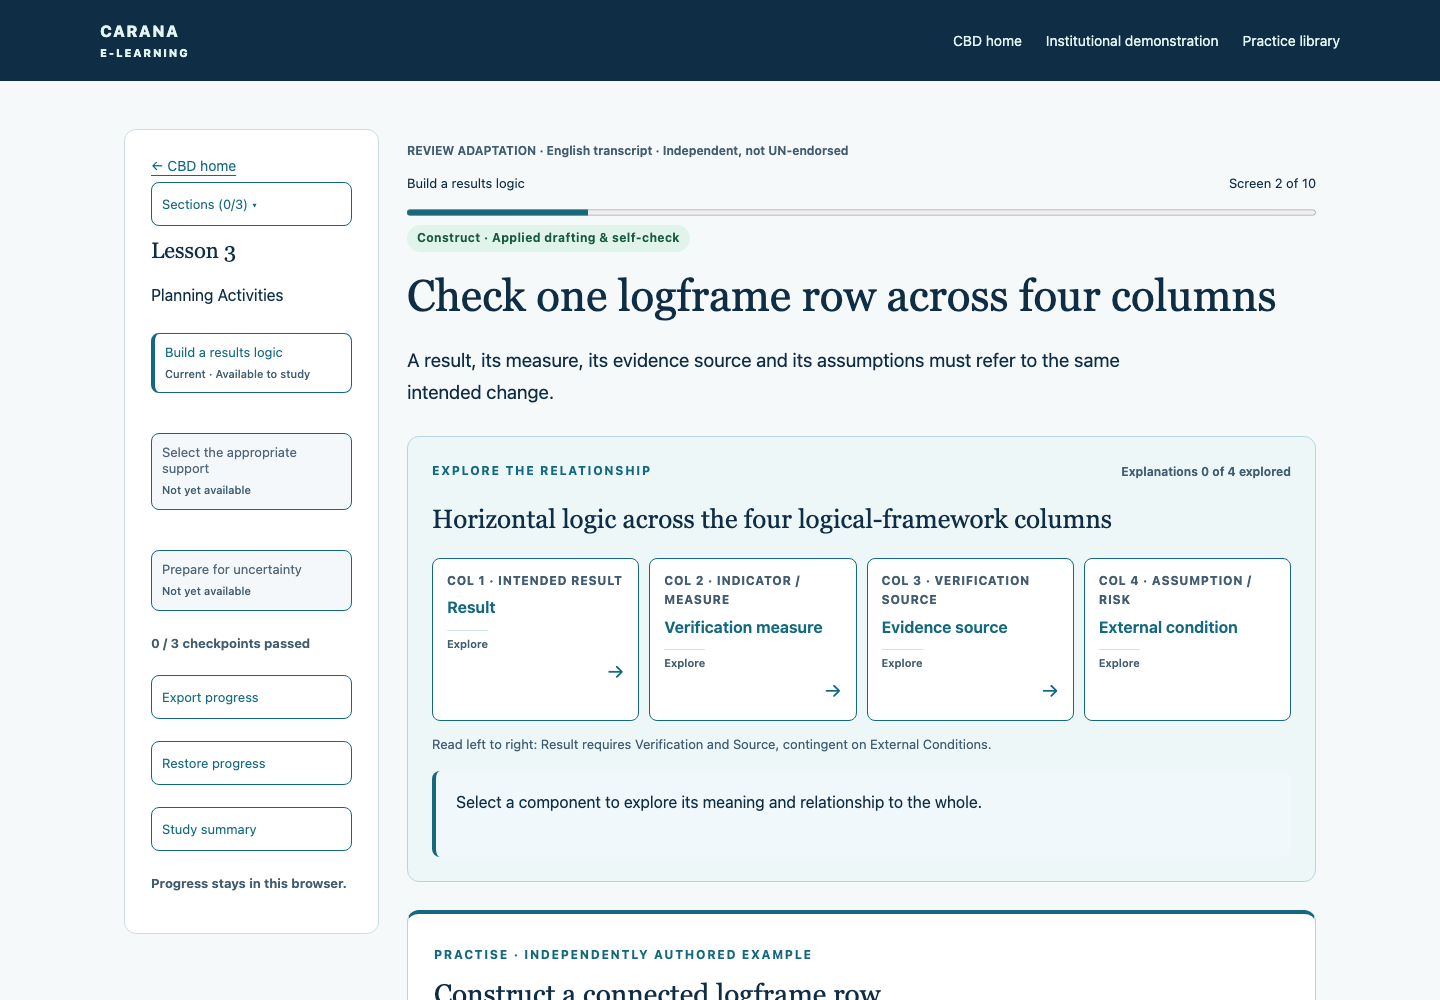 CARANA
E-LEARNING
CBD home
Institutional demonstration
Practice library
← CBD home
Sections (0/3) ▾
Lesson 3
Planning Activities
Build a results logic
Current · Available to study
Select the appropriate
support
Not yet available
Prepare for uncertainty
Not yet available
0 / 3 checkpoints passed
Export progress
Restore progress
Study summary
Progress stays in this browser.
REVIEW ADAPTATION · English transcript · Independent, not UN-endorsed
Build a results logic
Screen 2 of 10
Construct · Applied drafting & self-check
Check one logframe row across four columns
A result, its measure, its evidence source and its assumptions must refer to the same
intended change.
EXPLORE THE RELATIONSHIP
Explanations 0 of 4 explored
Horizontal logic across the four logical-framework columns
COL 1 · INTENDED RESULT
Result
Explore
→
COL 2 · INDICATOR /
MEASURE
Verification measure
Explore
→
COL 3 · VERIFICATION
SOURCE
Evidence source
Explore
→
COL 4 · ASSUMPTION /
RISK
External condition
Explore
Read left to right: Result requires Verification and Source, contingent on External Conditions.
Select a component to explore its meaning and relationship to the whole.
PRACTISE · INDEPENDENTLY AUTHORED EXAMPLE
Construct a connected logframe row